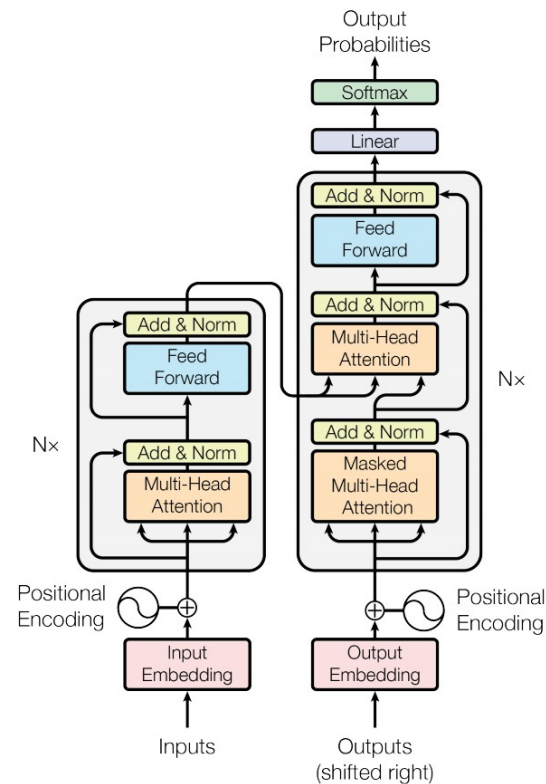 Output
Probabilities
Softmax
Linear
Add & Norm
Feed
Forward
Add & Norm
Multi-Head
Attention
Nx
Add & Norm
Masked
Multi-Head
Attention
Add & Norm
Feed
Forward
Nx
Add & Norm
Multi-Head
Attention
Positional
Encoding
Positional
Encoding
Input
Embedding
Output
Embedding
Inputs
Outputs
(shifted right)